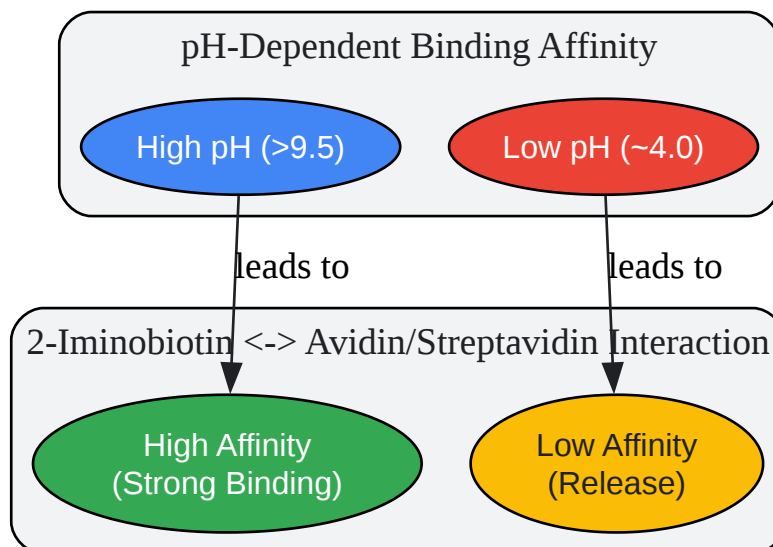 pH-Dependent Binding Affinity
High pH (>9.5)
Low pH (~4.0)
leads to
leads to
2-Iminobiotin <-> Avidin/Streptavidin Interaction
High Affinity
(Strong Binding)
Low Affinity
(Release)